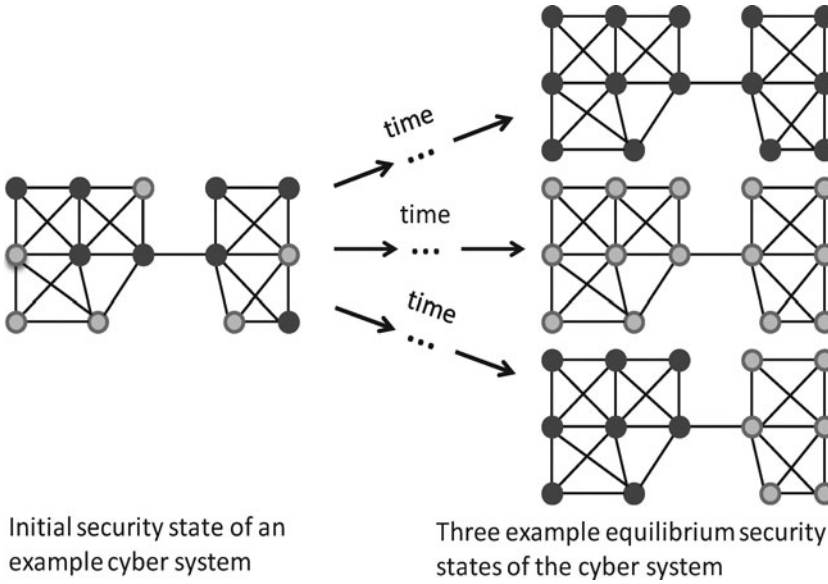 time
...
time
...
time
...
Initial security state of an
example cyber system
Three example equilibrium security
states of the cyber system